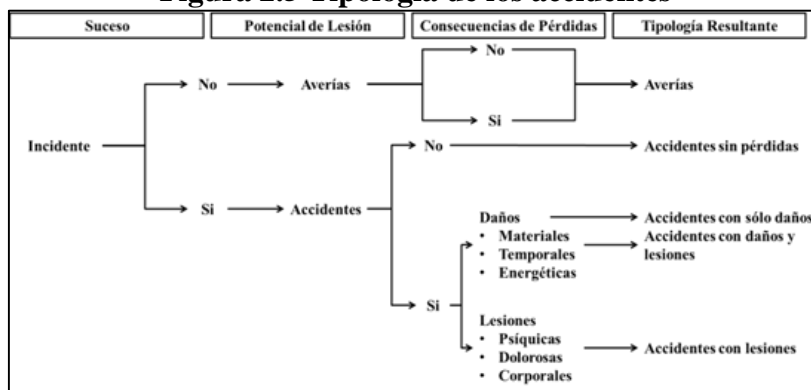 Figura 2.3 Tipología de los accidentes
Suceso Potencial de Lesión Consecuencias de Pérdidas Tipología Resultante
No
No Averías Averías
Si
Incidente No Accidentes sin pérdidas
Si Accidentes
Daños Accidentes con sólo daños
• Materiales Accidentes con daños y
• Temporales lesiones
• Energéticas
Si
Lesiones
• Psíquicas
• Dolorosas Accidentes con lesiones
• Corporales